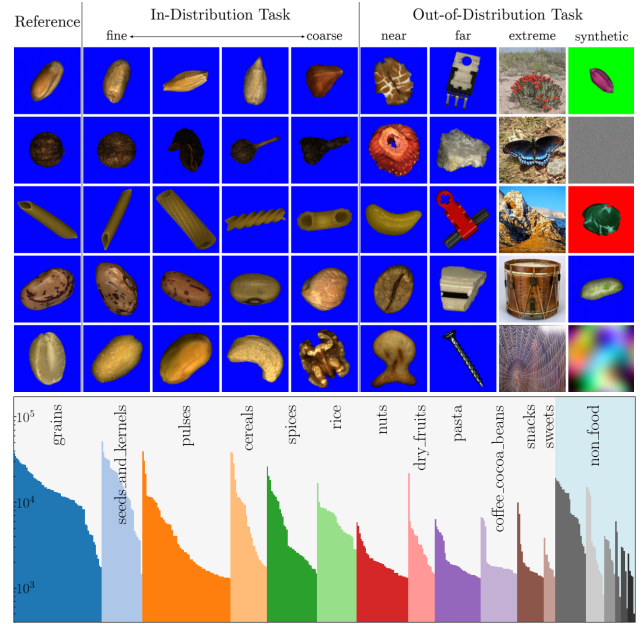 Reference
In-Distribution Task
Out-of-Distribution Task
fine
coarse
near
far
extreme
synthetic
10^5
10^4
10^3
grains
seeds_and_kernels
pulses
cereals
spices
rice
nuts
dry_fruits
pasta
coffee_cocoa_beans
snacks
sweets
non_food